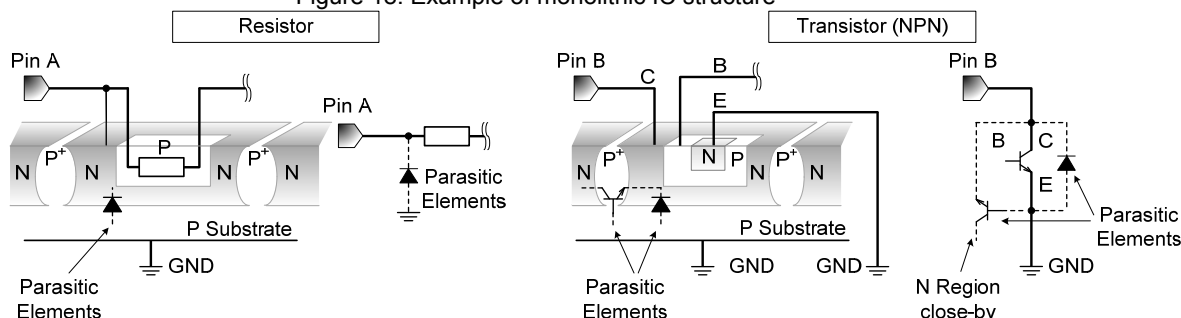 Figure 13. Example of monolithic IC structure
Resistor
Pin A
N
P+
N
P
P+
N
P Substrate
GND
Parasitic
Elements
Pin A
Parasitic
Elements
Transistor (NPN)
Pin B
C
B
E
N
P+
N
P
P+
N
P Substrate
GND
GND
Parasitic
Elements
Pin B
B
C
E
Parasitic
Elements
GND
N Region
close-by